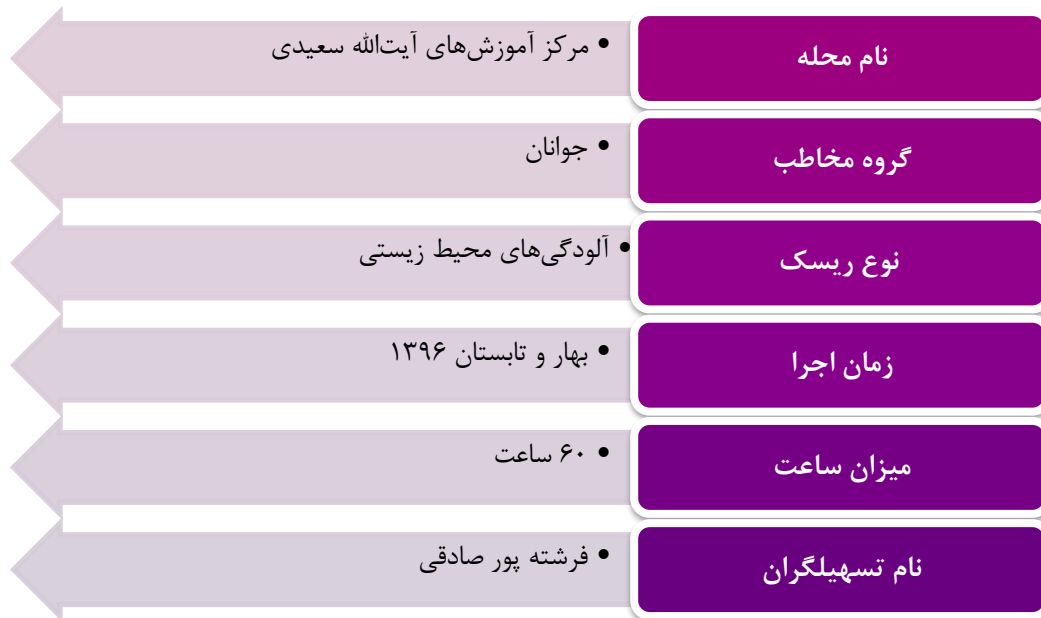 نام محله
• مرکز آموزش‌های آیت‌الله سعیدی
گروه مخاطب
• جوانان
نوع ریسک
• آلودگی‌های محیط زیستی
زمان اجرا
• بهار و تابستان ۱۳۹۶
میزان ساعت
• ۶۰ ساعت
نام تسهیلگران
• فرشته پور صادقی